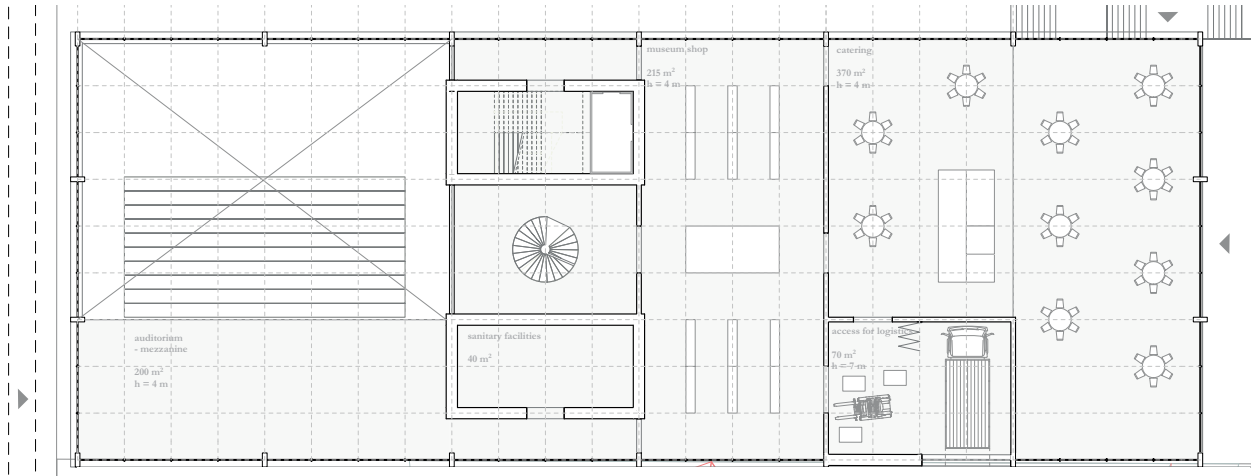 museum shop
215 m²
h = 4 m
catering
370 m²
h = 4 m
auditorium
- mezzanine
200 m²
h = 4 m
sanitary facilities
40 m²
access for logistics
70 m²
h = 7 m